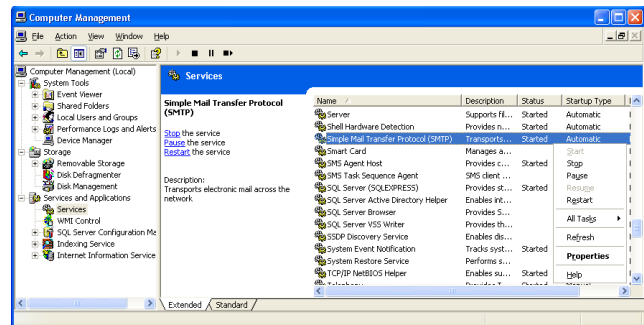 Computer Management
File Action View Window Help
Computer Management (Local)
System Tools
Event Viewer
Shared Folders
Local Users and Groups
Performance Logs and Alerts
Device Manager
Storage
Removable Storage
Disk Defragmenter
Disk Management
Services and Applications
Services
WMI Control
SQL Server Configuration Ma
Indexing Service
Internet Information Service
Services
Simple Mail Transfer Protocol
(SMTP)
Stop the service
Pause the service
Restart the service
Description:
Transports electronic mail across the
network
Name Description Status Startup Type
Server Supports fil... Started Automatic
Shell Hardware Detection Provides n... Started Automatic
Simple Mail Transfer Protocol (SMTP) Transports... Started Automatic
Smart Card Manages a...
SMS Agent Host Provides c... Started
SMS Task Sequence Agent SMS client ...
SQL Server (SQLEXPRESS) Provides st... Started
SQL Server Active Directory Helper Enables int...
SQL Server Browser Provides S...
SQL Server VSS Writer Provides th...
SSDP Discovery Service Enables dis...
System Event Notification Tracks syst... Started
System Restore Service Performs s...
TCP/IP NetBIOS Helper Enables su... Started
Start
Stop
Pause
Resume
Restart
All Tasks
Refresh
Properties
Help
Extended Standard